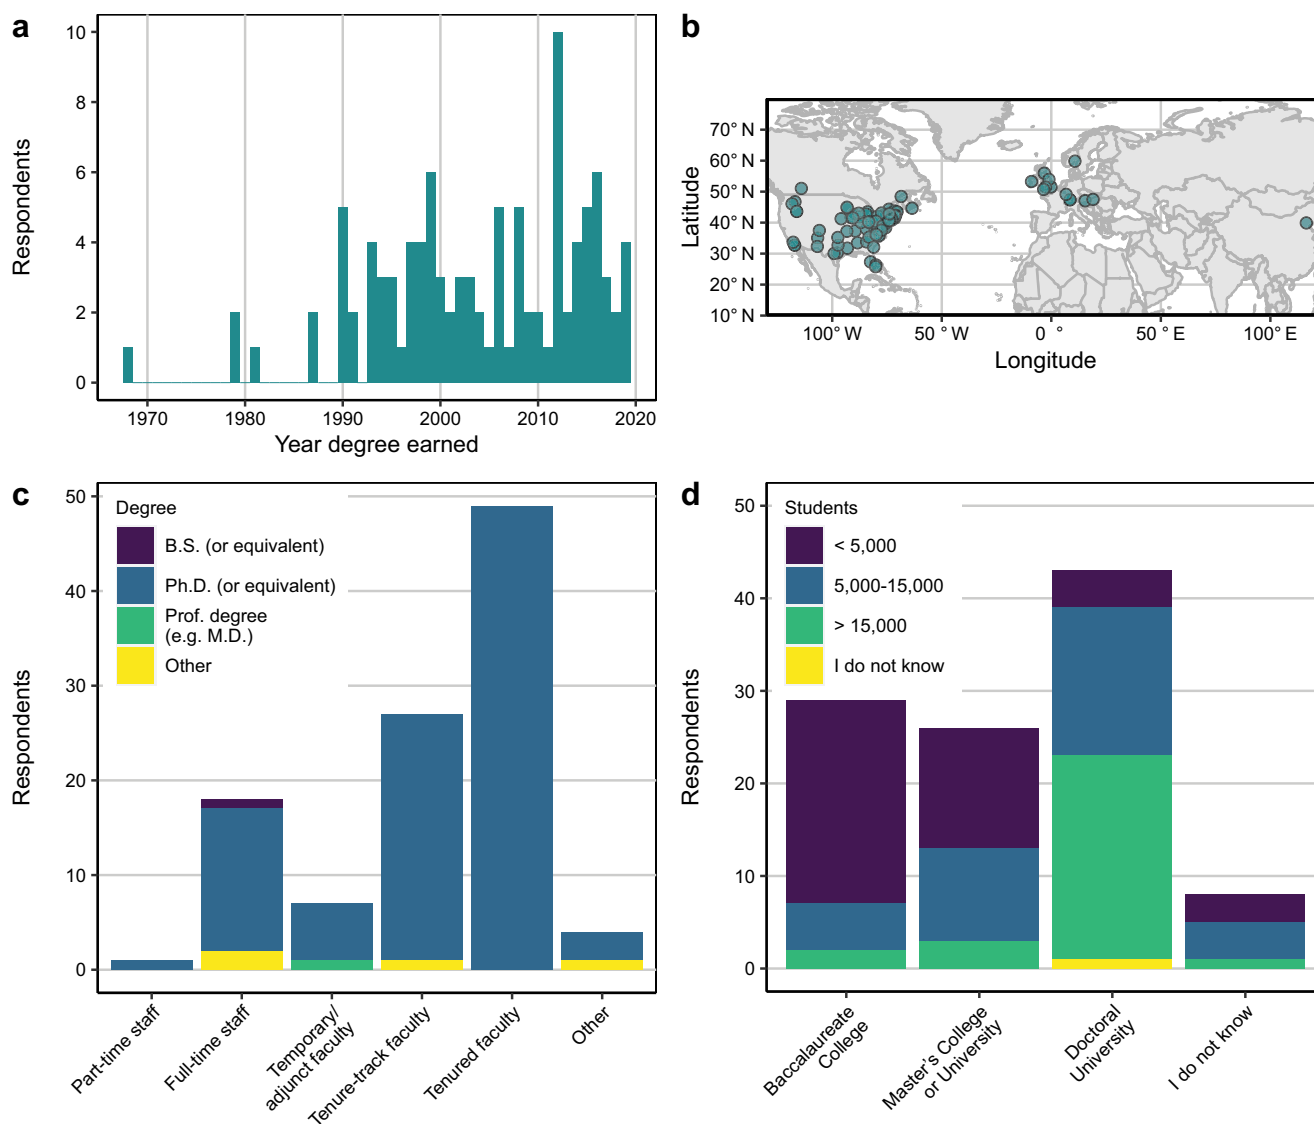 a
Respondents
10
8
6
4
2
0
1970 1980 1990 2000 2010 2020
Year degree earned
b
Latitude
70° N
60° N
50° N
40° N
30° N
20° N
10° N
100° W 50 ° W 0 ° 50 ° E 100° E
Longitude
c
Respondents
50
40
30
20
10
0
Degree
B.S. (or equivalent)
Ph.D. (or equivalent)
Prof. degree
(e.g. M.D.)
Other
Part-time staff
Full-time staff
Temporary/
adjunct faculty
Tenure-track faculty
Tenured faculty
Other
d
Respondents
50
40
30
20
10
0
Students
< 5,000
5,000-15,000
> 15,000
I do not know
Baccalaureate
College
Master's College
or University
Doctoral
University
I do not know